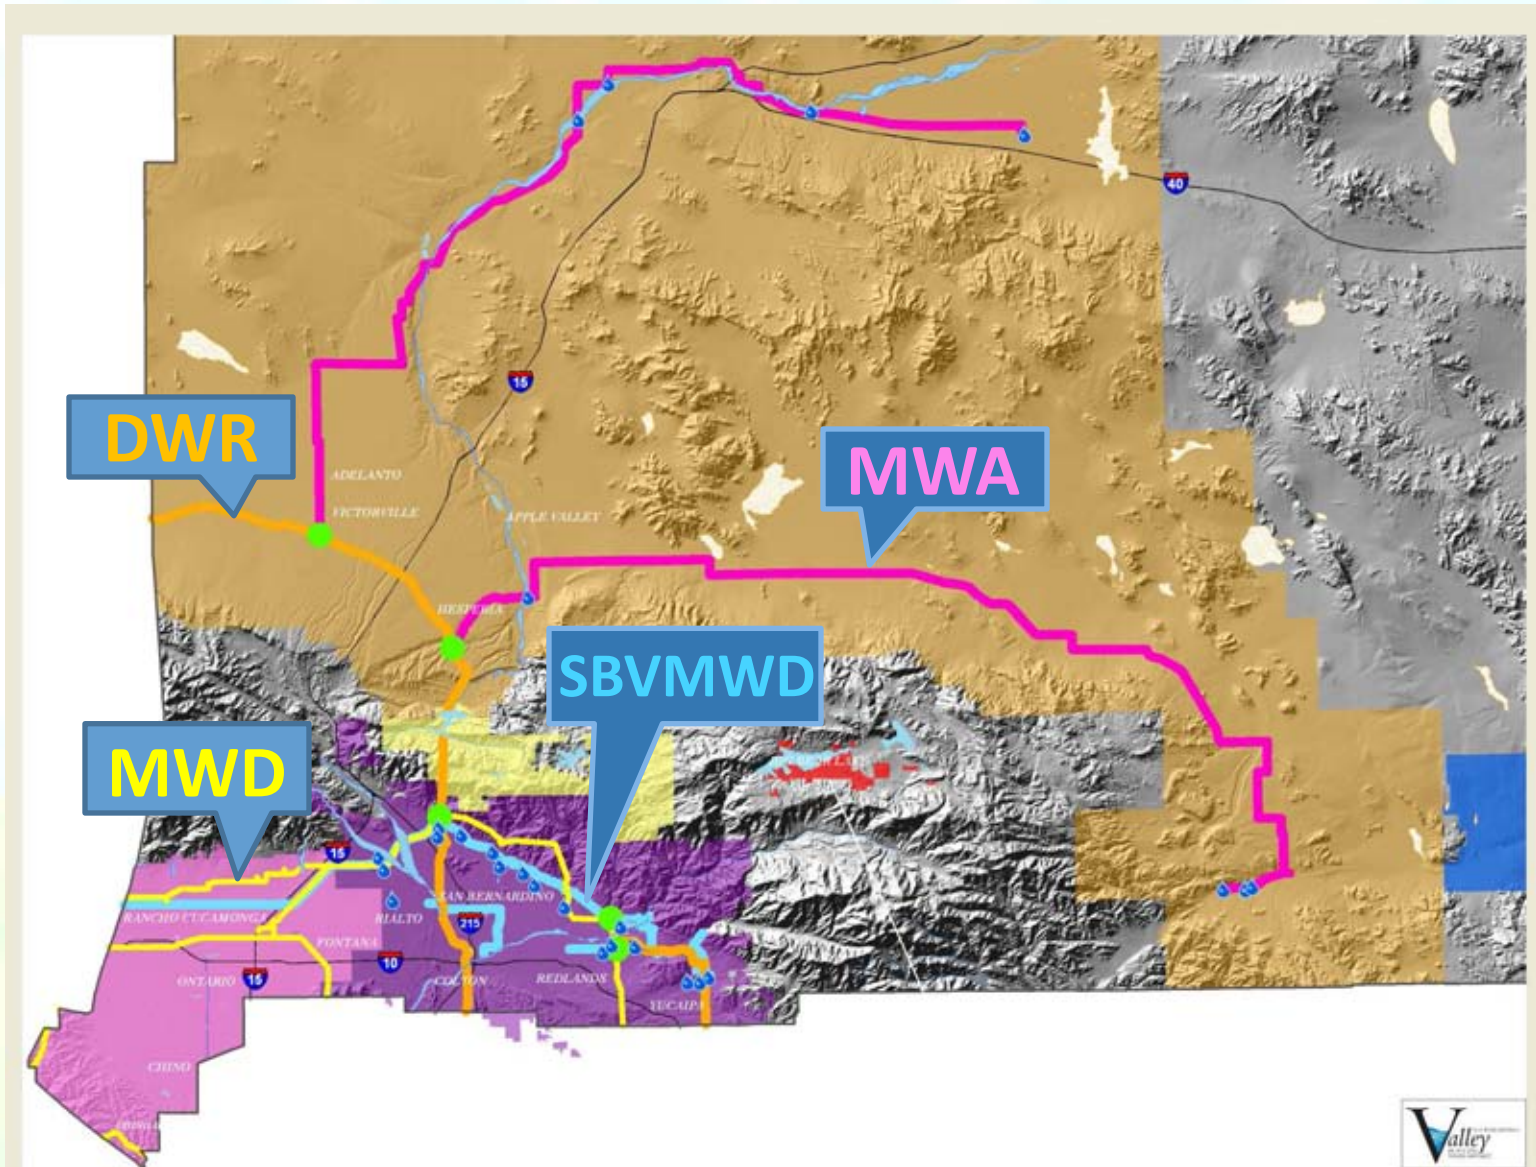 40
15
DWR
ADELANTO
MWA
VICTORVILLE
APPLE VALLEY
HESPERIA
SBVMWD
MWD
15
SAN BERNARDINO
RANCHO CUCAMONGA
RIALTO
215
FONTANA
10
ONTARIO
15
COLTON
REDLANDS
YUCAIPA
CHINO
Valley